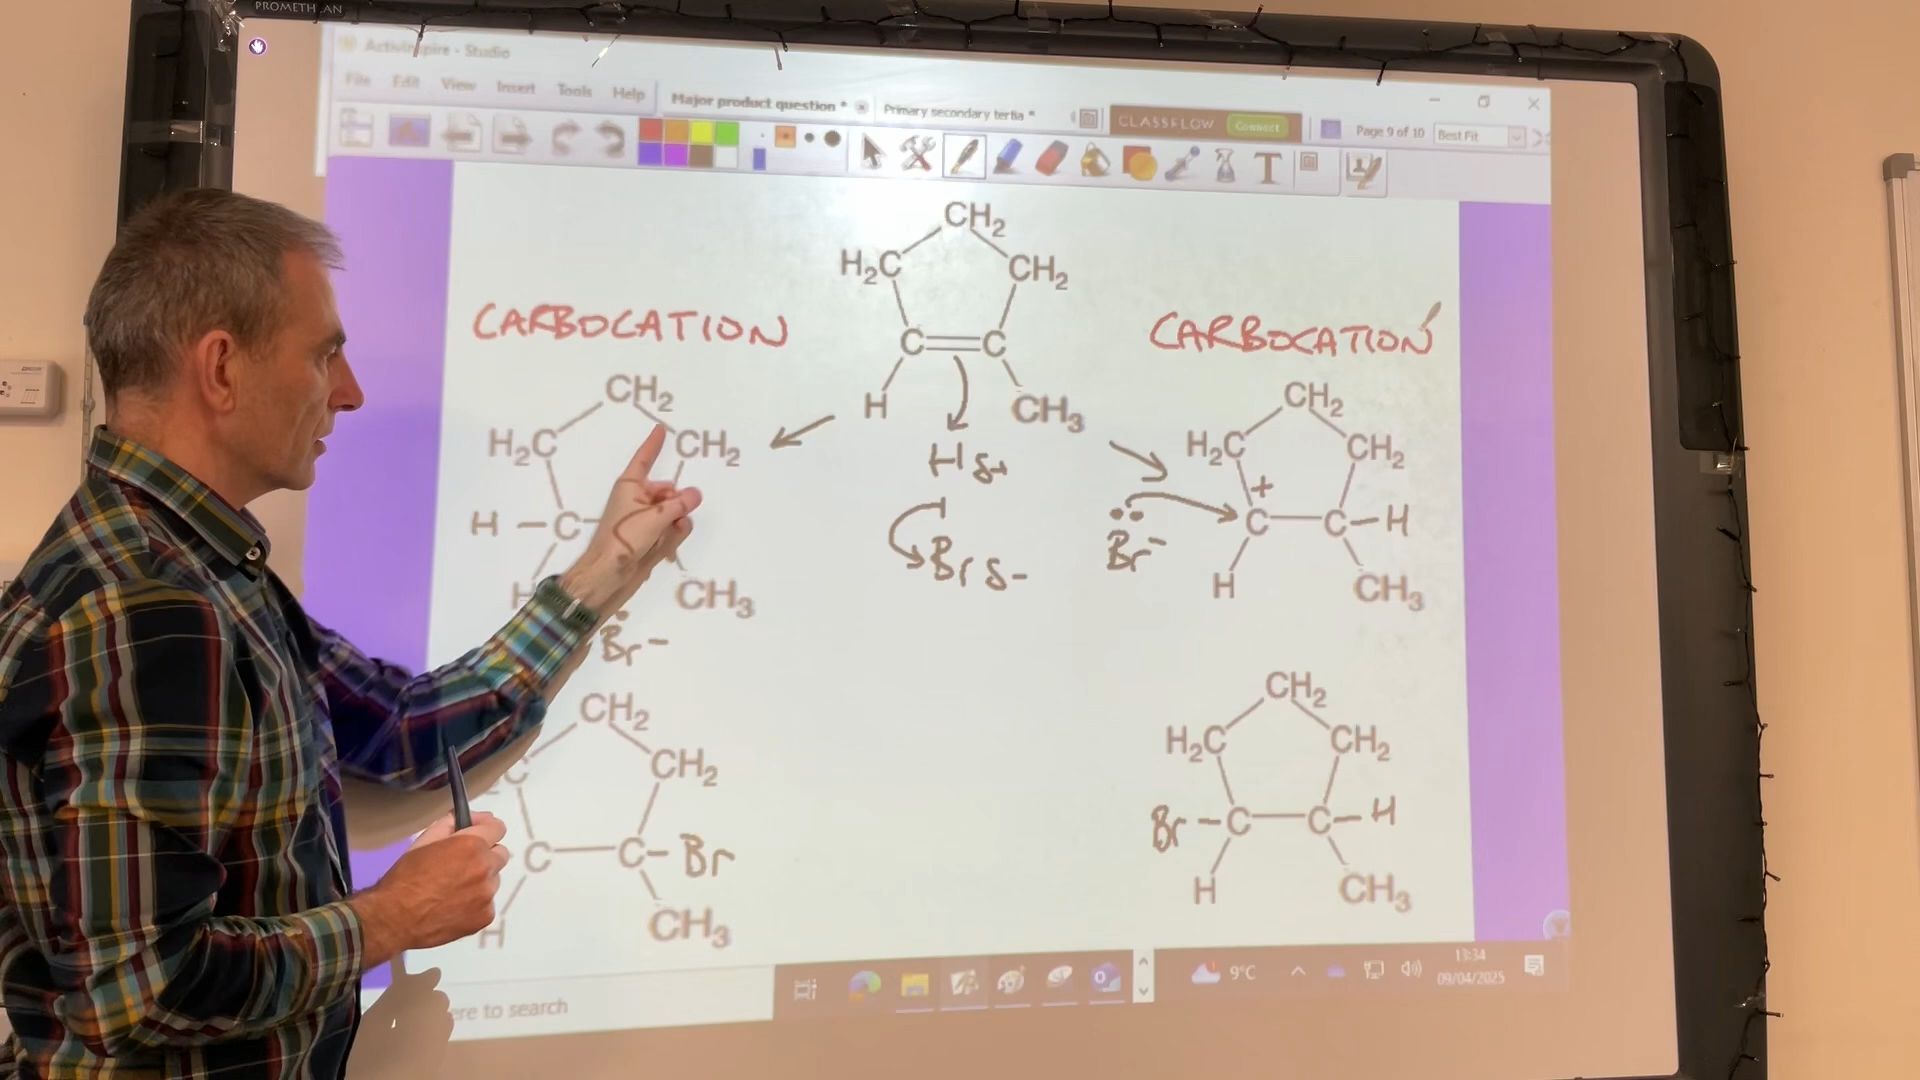 PROMETHEAN
ActivInspire - Studio
File Edit View Insert Tools Help
Major product question *
Primary secondary tertia *
CLASSFLOW Connect
Page 9 of 10
Best Fit
T
CH₂
H₂C
CH₂
C=C
H
CH₃
H δ+
Br δ-
CARBOCATION
CH₂
H₂C
CH₂
H-C
H
CH₃
Br-
CH₂
CH₂
C-C-Br
H
CH₃
CARBOCATION
CH₂
H₂C
CH₂
+
C-C-H
Br-
H
CH₃
CH₂
H₂C
CH₂
Br-C-C-H
H
CH₃
ere to search
9°C
13:34
09/04/2025